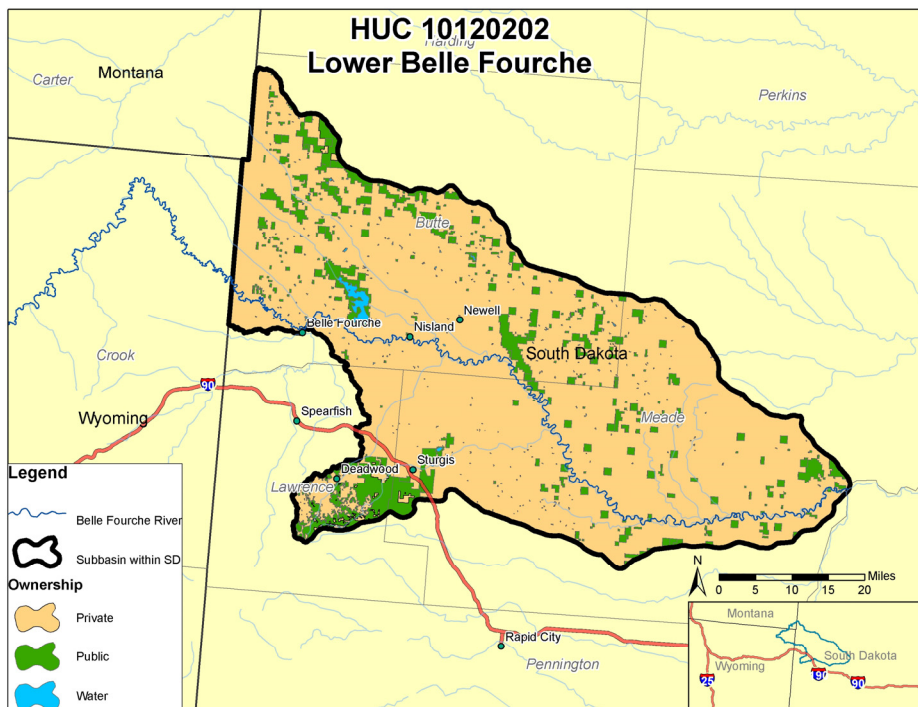 HUC 10120202
Lower Belle Fourche
Harding
Montana
Carter
Perkins
Butte
Newell
Belle Fourche
Nisland
South Dakota
Crook
90
Wyoming
Spearfish
Meade
Sturgis
Deadwood
Lawrence
Legend
Belle Fourche River
Subbasin within SD
Ownership
Private
Public
Water
N
Miles
0 5 10 15 20
Rapid City
Pennington
Montana
South Dakota
Wyoming
25
90
90